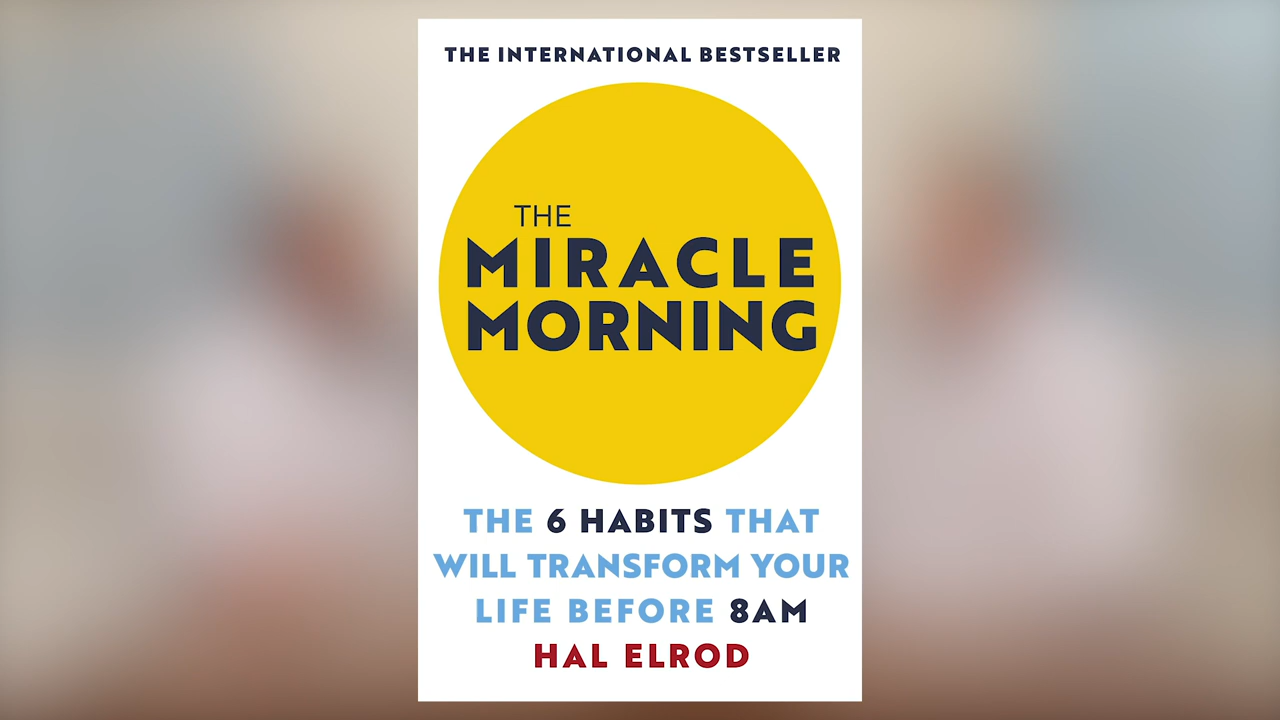 THE INTERNATIONAL BESTSELLER
THE
MIRACLE
MORNING
THE 6 HABITS THAT
WILL TRANSFORM YOUR
LIFE BEFORE 8AM
HAL ELROD